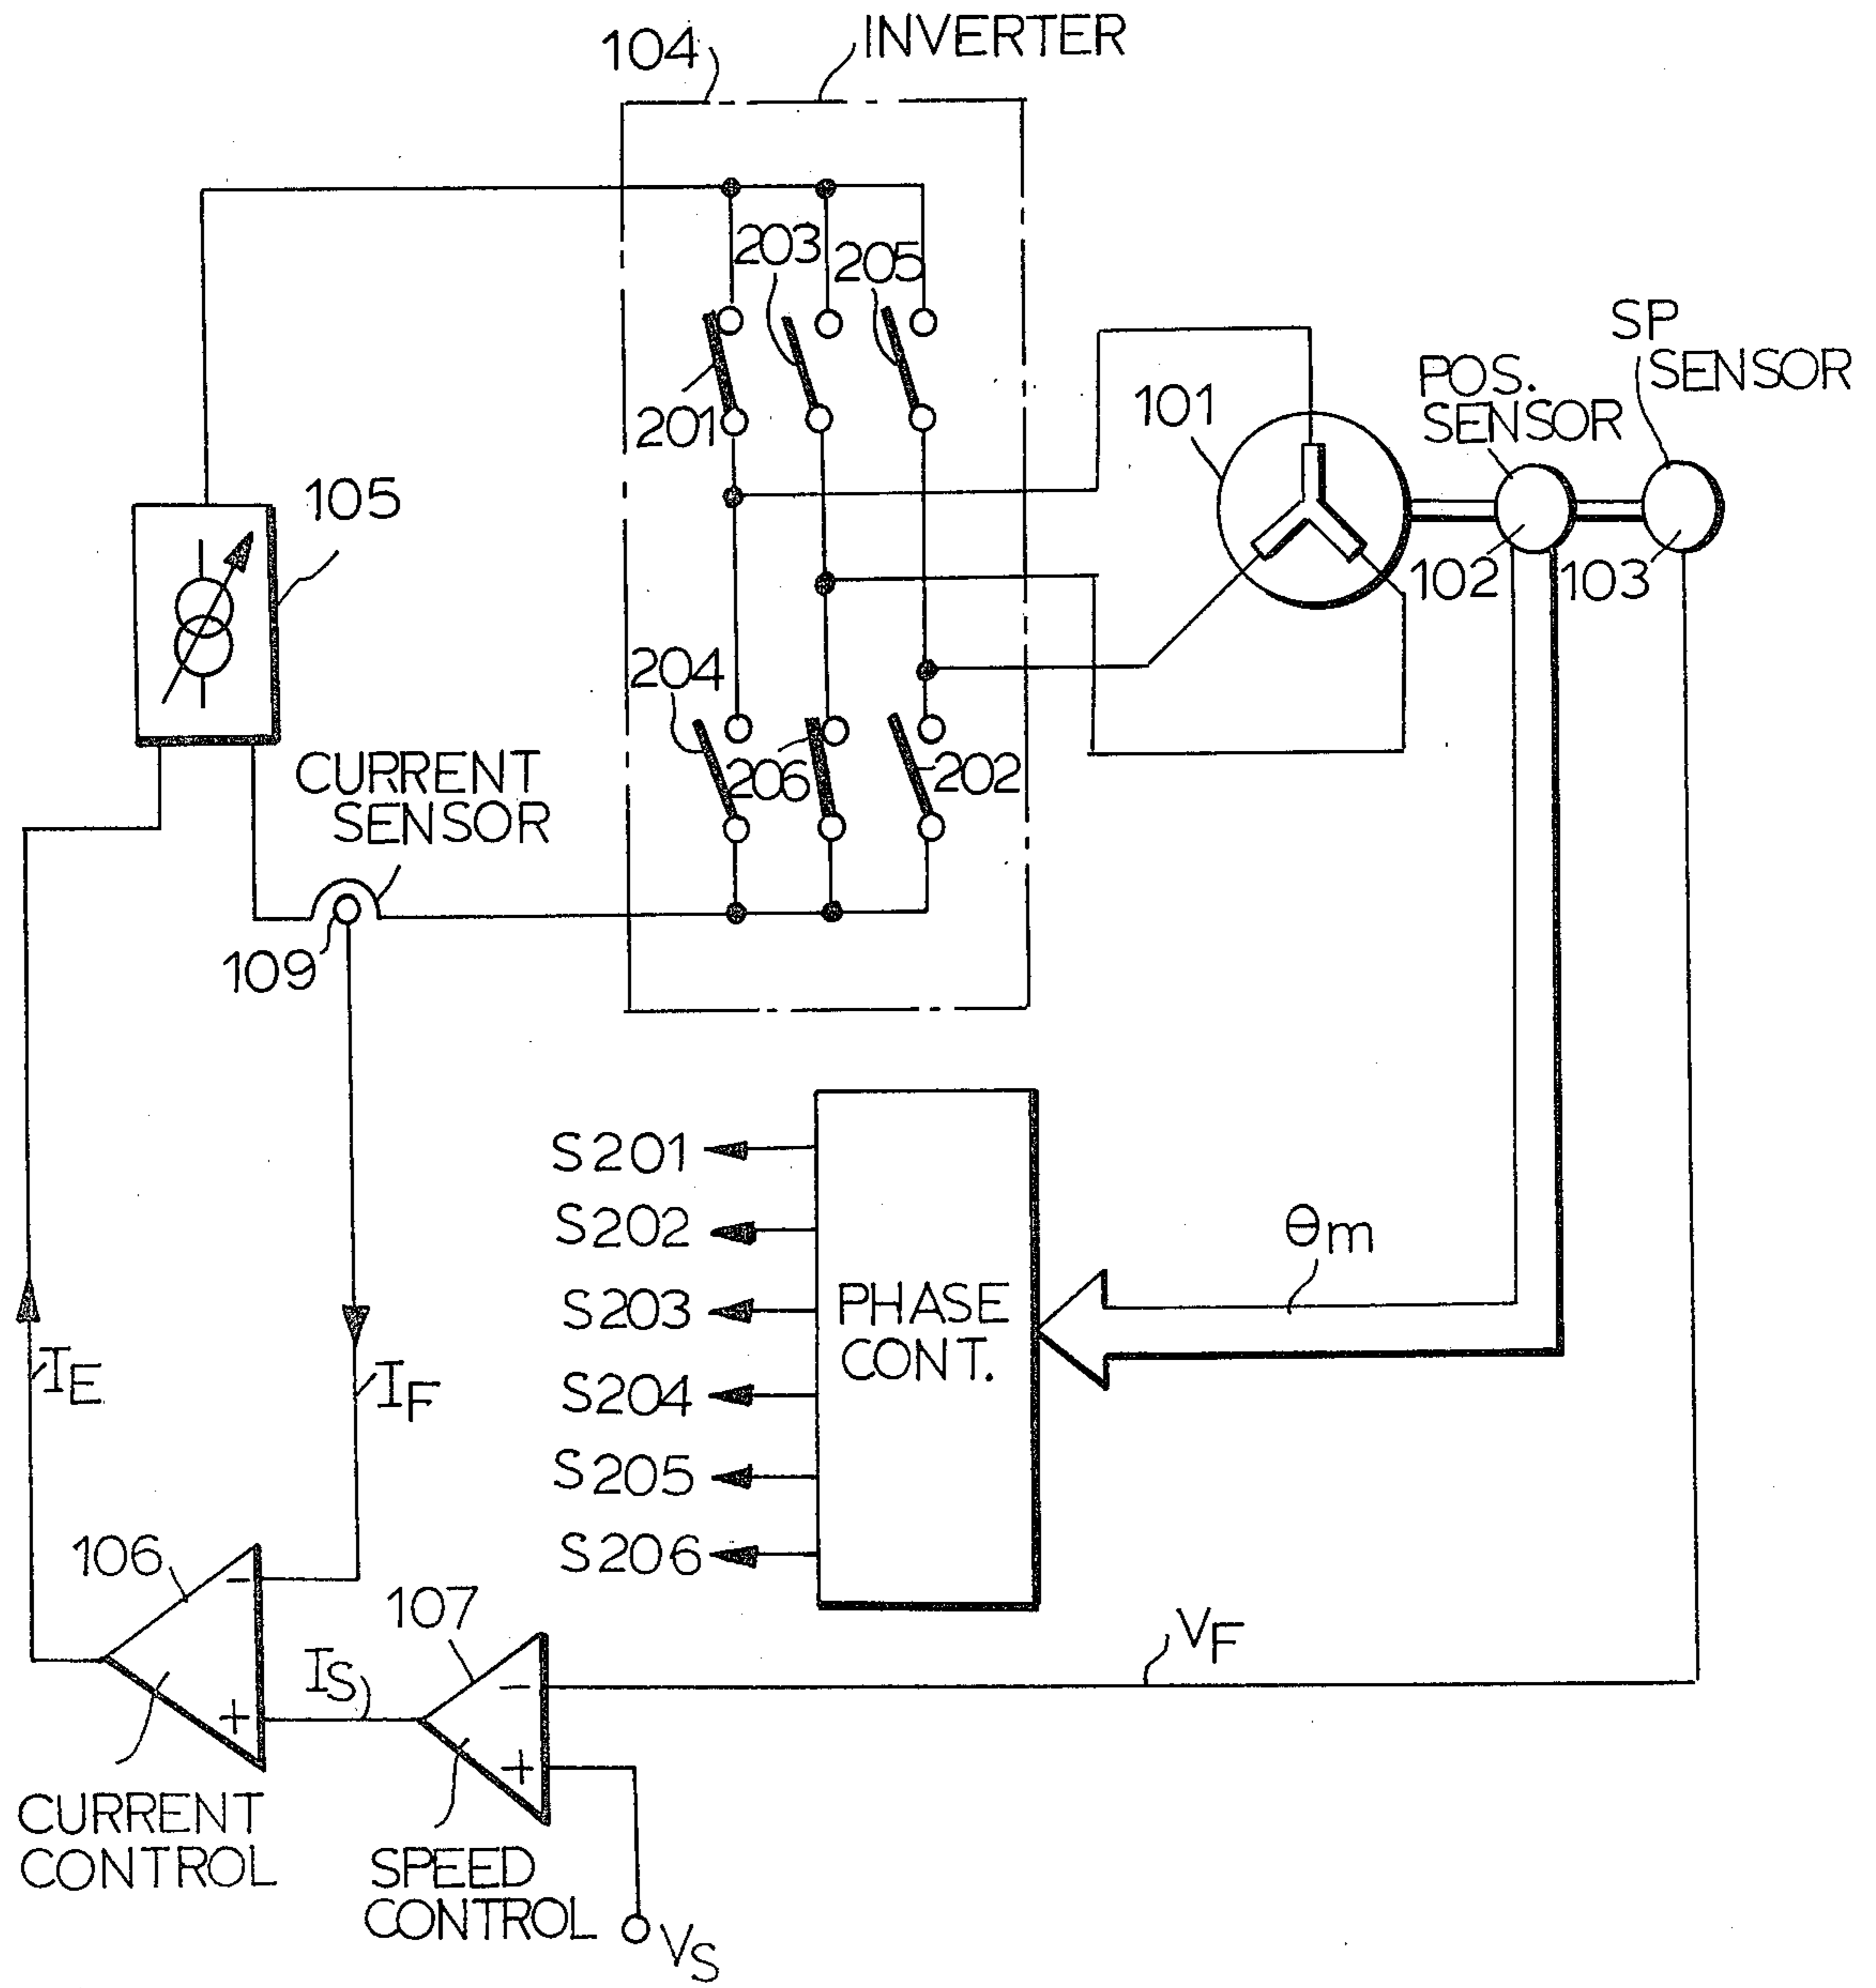 104
INVERTER
203
205
201
SP
SENSOR
POS.
SENSOR
101
105
102
103
204
206
202
CURRENT
SENSOR
109
S201
S202
S203
S204
S205
S206
PHASE
CONT.
θm
IE
IF
106
107
IS
VF
-
+
-
+
CURRENT
CONTROL
SPEED
CONTROL
VS